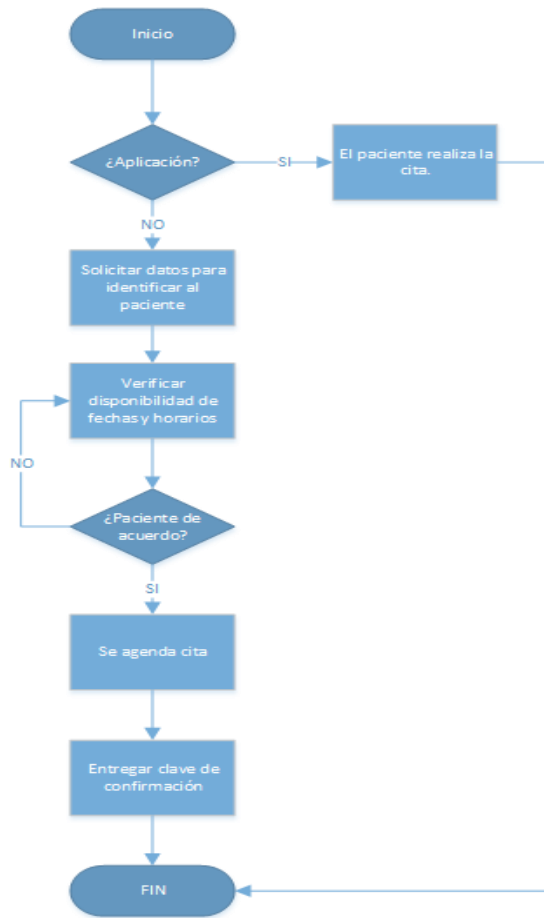 Inicio
¿Aplicación?
SI
El paciente realiza la
cita.
NO
Solicitar datos para
identificar al
paciente
Verificar
disponibilidad de
fechas y horarios
NO
¿Paciente de
acuerdo?
SI
Se agenda cita
Entregar clave de
confirmación
FIN